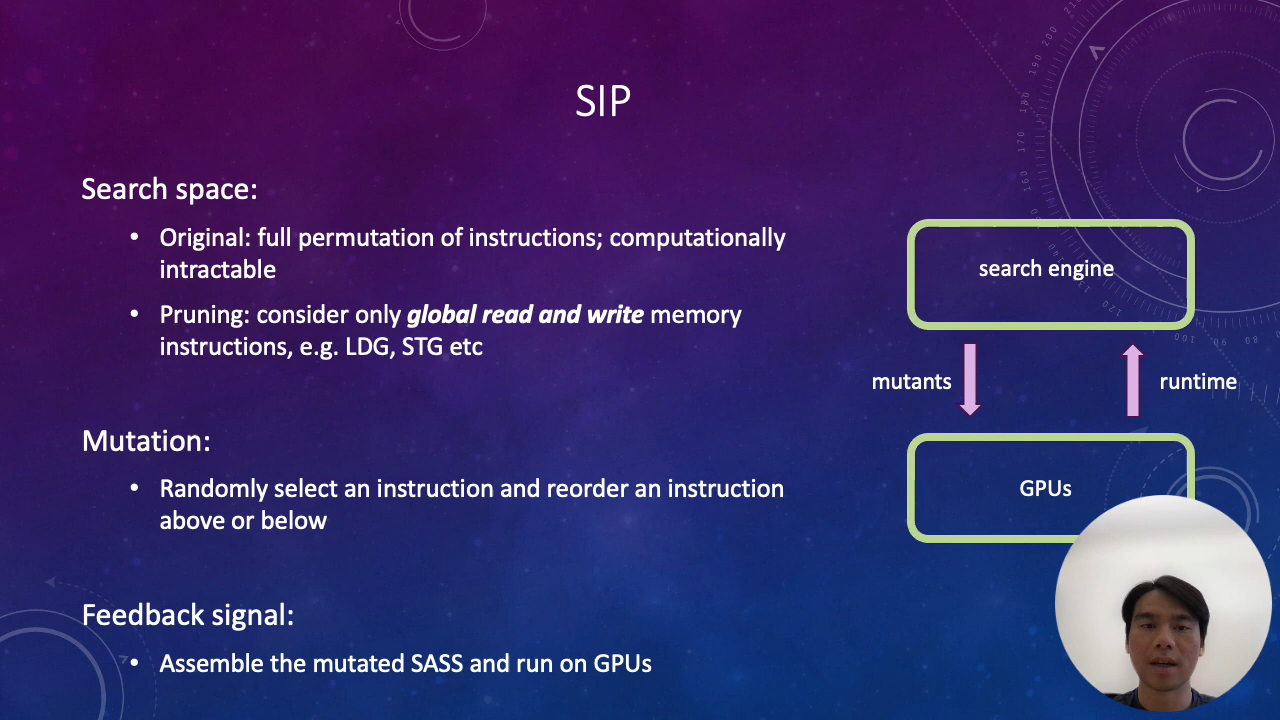 SIP
Search space:
• Original: full permutation of instructions; computationally
intractable
• Pruning: consider only global read and write memory
instructions, e.g. LDG, STG etc
Mutation:
• Randomly select an instruction and reorder an instruction
above or below
Feedback signal:
• Assemble the mutated SASS and run on GPUs
search engine
mutants
runtime
GPUs